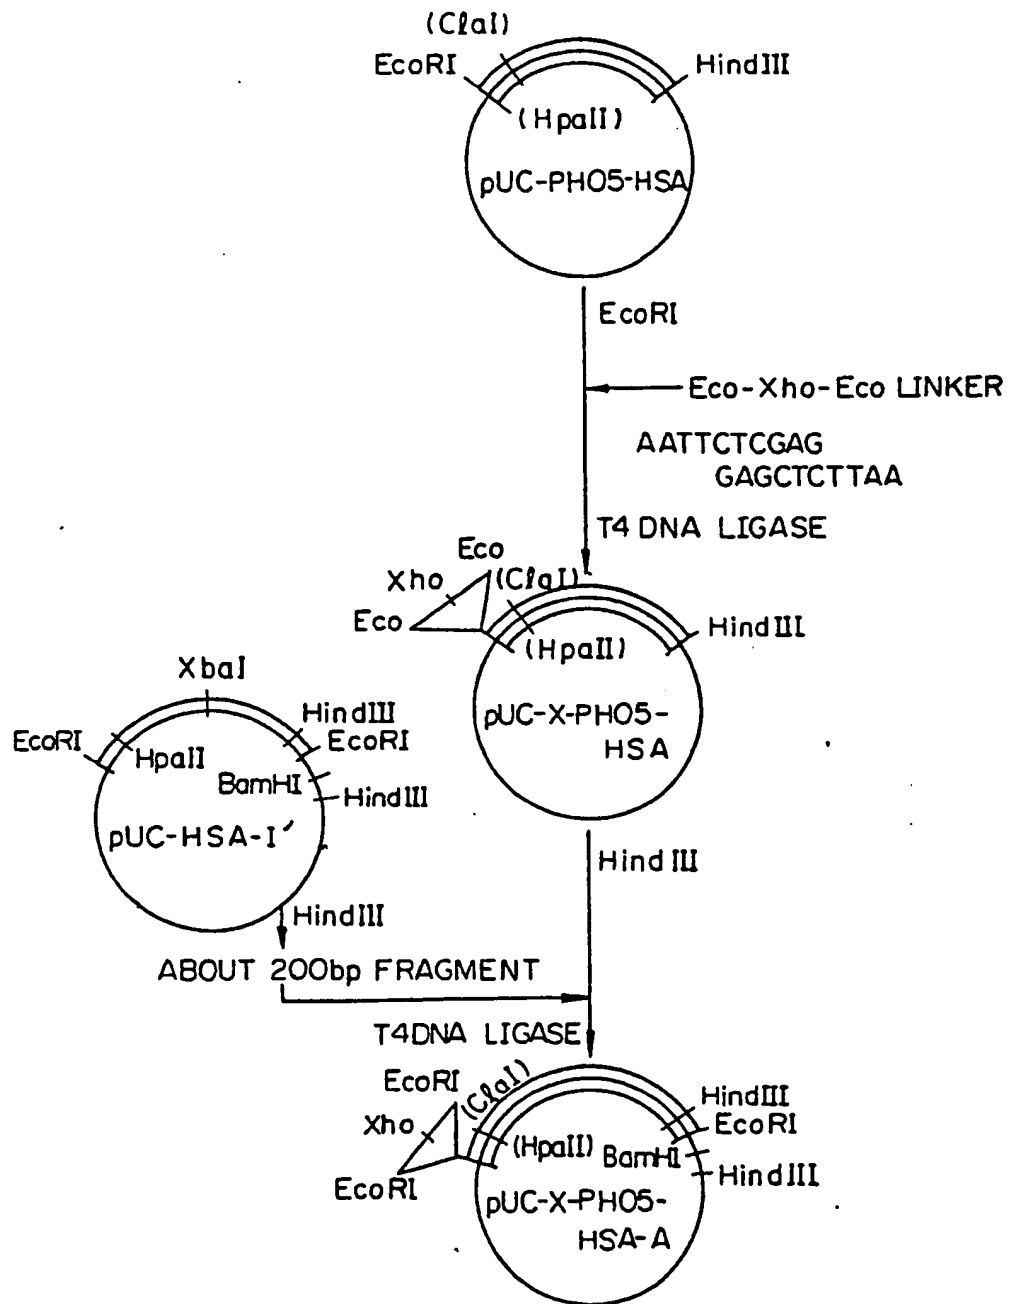 (ClaI)
EcoRI
HindIII
(HpaII)
pUC-PHO5-HSA
EcoRI
Eco-Xho-Eco LINKER
AATTCTCGAG
GAGCTCTTAA
T4 DNA LIGASE
Eco
Xho
(ClaI)
Eco
HindIII
(HpaII)
pUC-X-PHO5-
HSA
XbaI
HindIII
EcoRI
EcoRI
HpaII
BamHI
HindIII
pUC-HSA-I'
HindIII
HindIII
ABOUT 200bp FRAGMENT
T4DNA LIGASE
EcoRI
(ClaI)
Xho
HindIII
EcoRI
(HpaII)
BamHI
EcoRI
HindIII
pUC-X-PHO5-
HSA-A